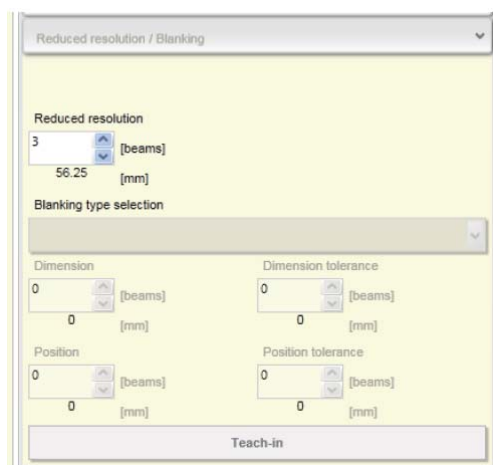 Reduced resolution / Blanking
Reduced resolution
3 [beams]
56.25 [mm]
Blanking type selection
Dimension Dimension tolerance
0 [beams] 0 [beams]
0 [mm] 0 [mm]
Position Position tolerance
0 [beams] 0 [beams]
0 [mm] 0 [mm]
Teach-in